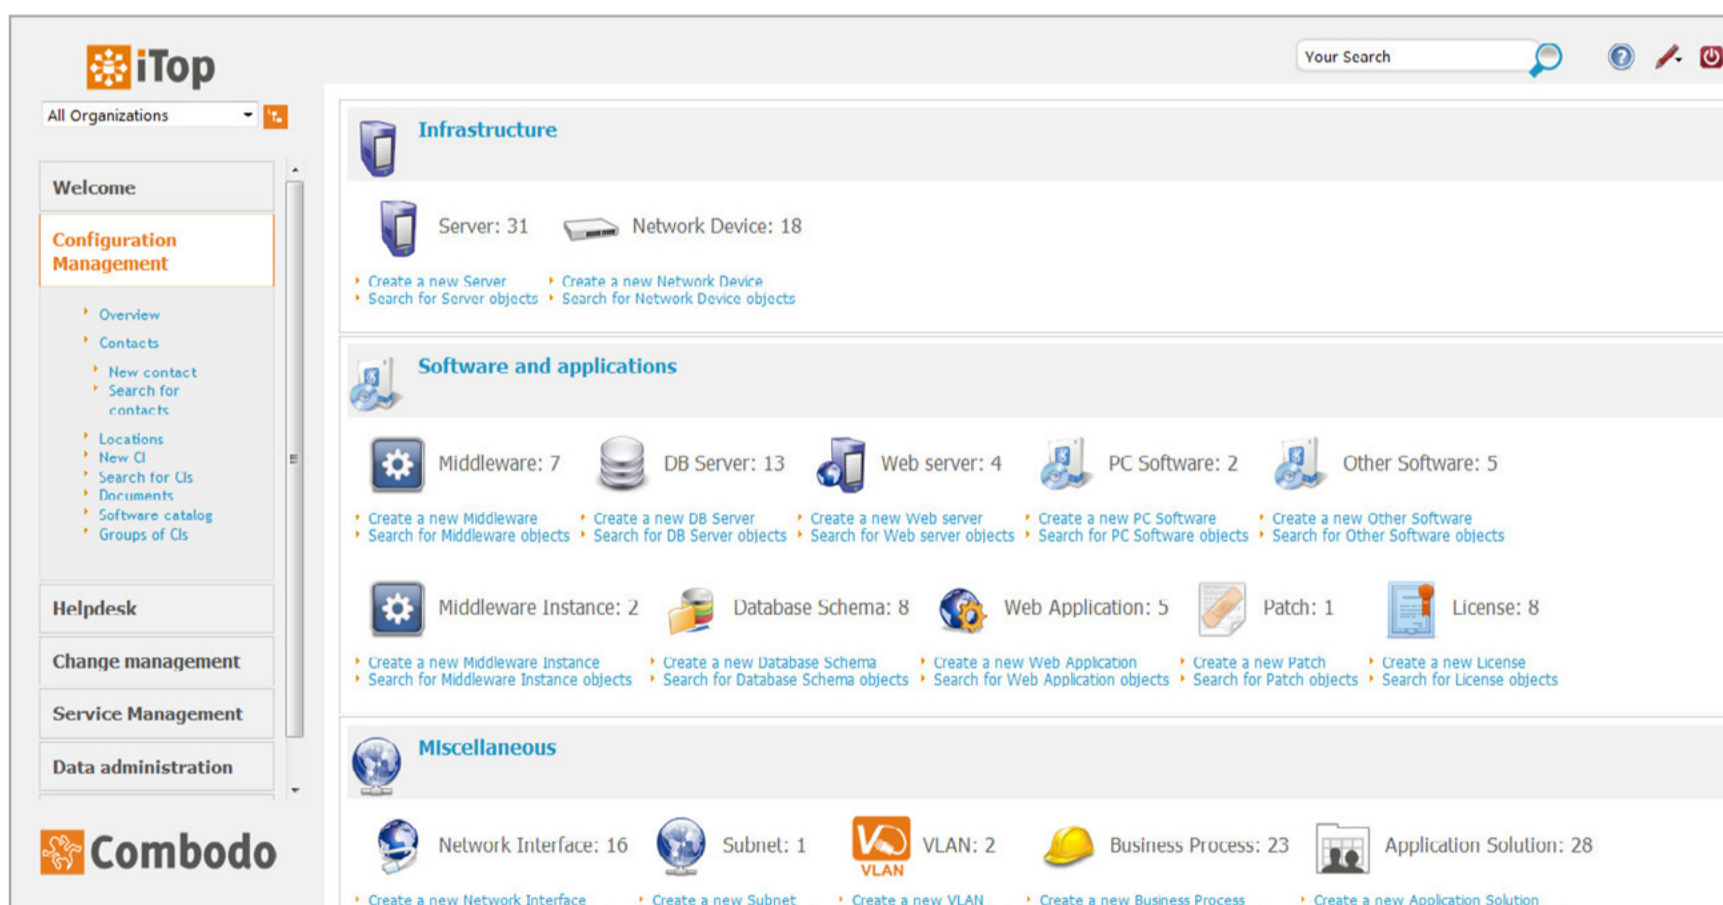 iTop
Your Search
All Organizations
Welcome
Configuration
Management
Overview
Contacts
New contact
Search for
contacts
Locations
New CI
Search for CIs
Documents
Software catalog
Groups of CIs
Helpdesk
Change management
Service Management
Data administration
Combodo
Infrastructure
Server: 31 Network Device: 18
Create a new Server Create a new Network Device
Search for Server objects Search for Network Device objects
Software and applications
Middleware: 7 DB Server: 13 Web server: 4 PC Software: 2 Other Software: 5
Create a new Middleware Create a new DB Server Create a new Web server Create a new PC Software Create a new Other Software
Search for Middleware objects Search for DB Server objects Search for Web server objects Search for PC Software objects Search for Other Software objects
Middleware Instance: 2 Database Schema: 8 Web Application: 5 Patch: 1 License: 8
Create a new Middleware Instance Create a new Database Schema Create a new Web Application Create a new Patch Create a new License
Search for Middleware Instance objects Search for Database Schema objects Search for Web Application objects Search for Patch objects Search for License objects
MIscellaneous
Network Interface: 16 Subnet: 1 VLAN VLAN: 2 Business Process: 23 Application Solution: 28
Create a new Network Interface Create a new Subnet Create a new VLAN Create a new Business Process Create a new Application Solution